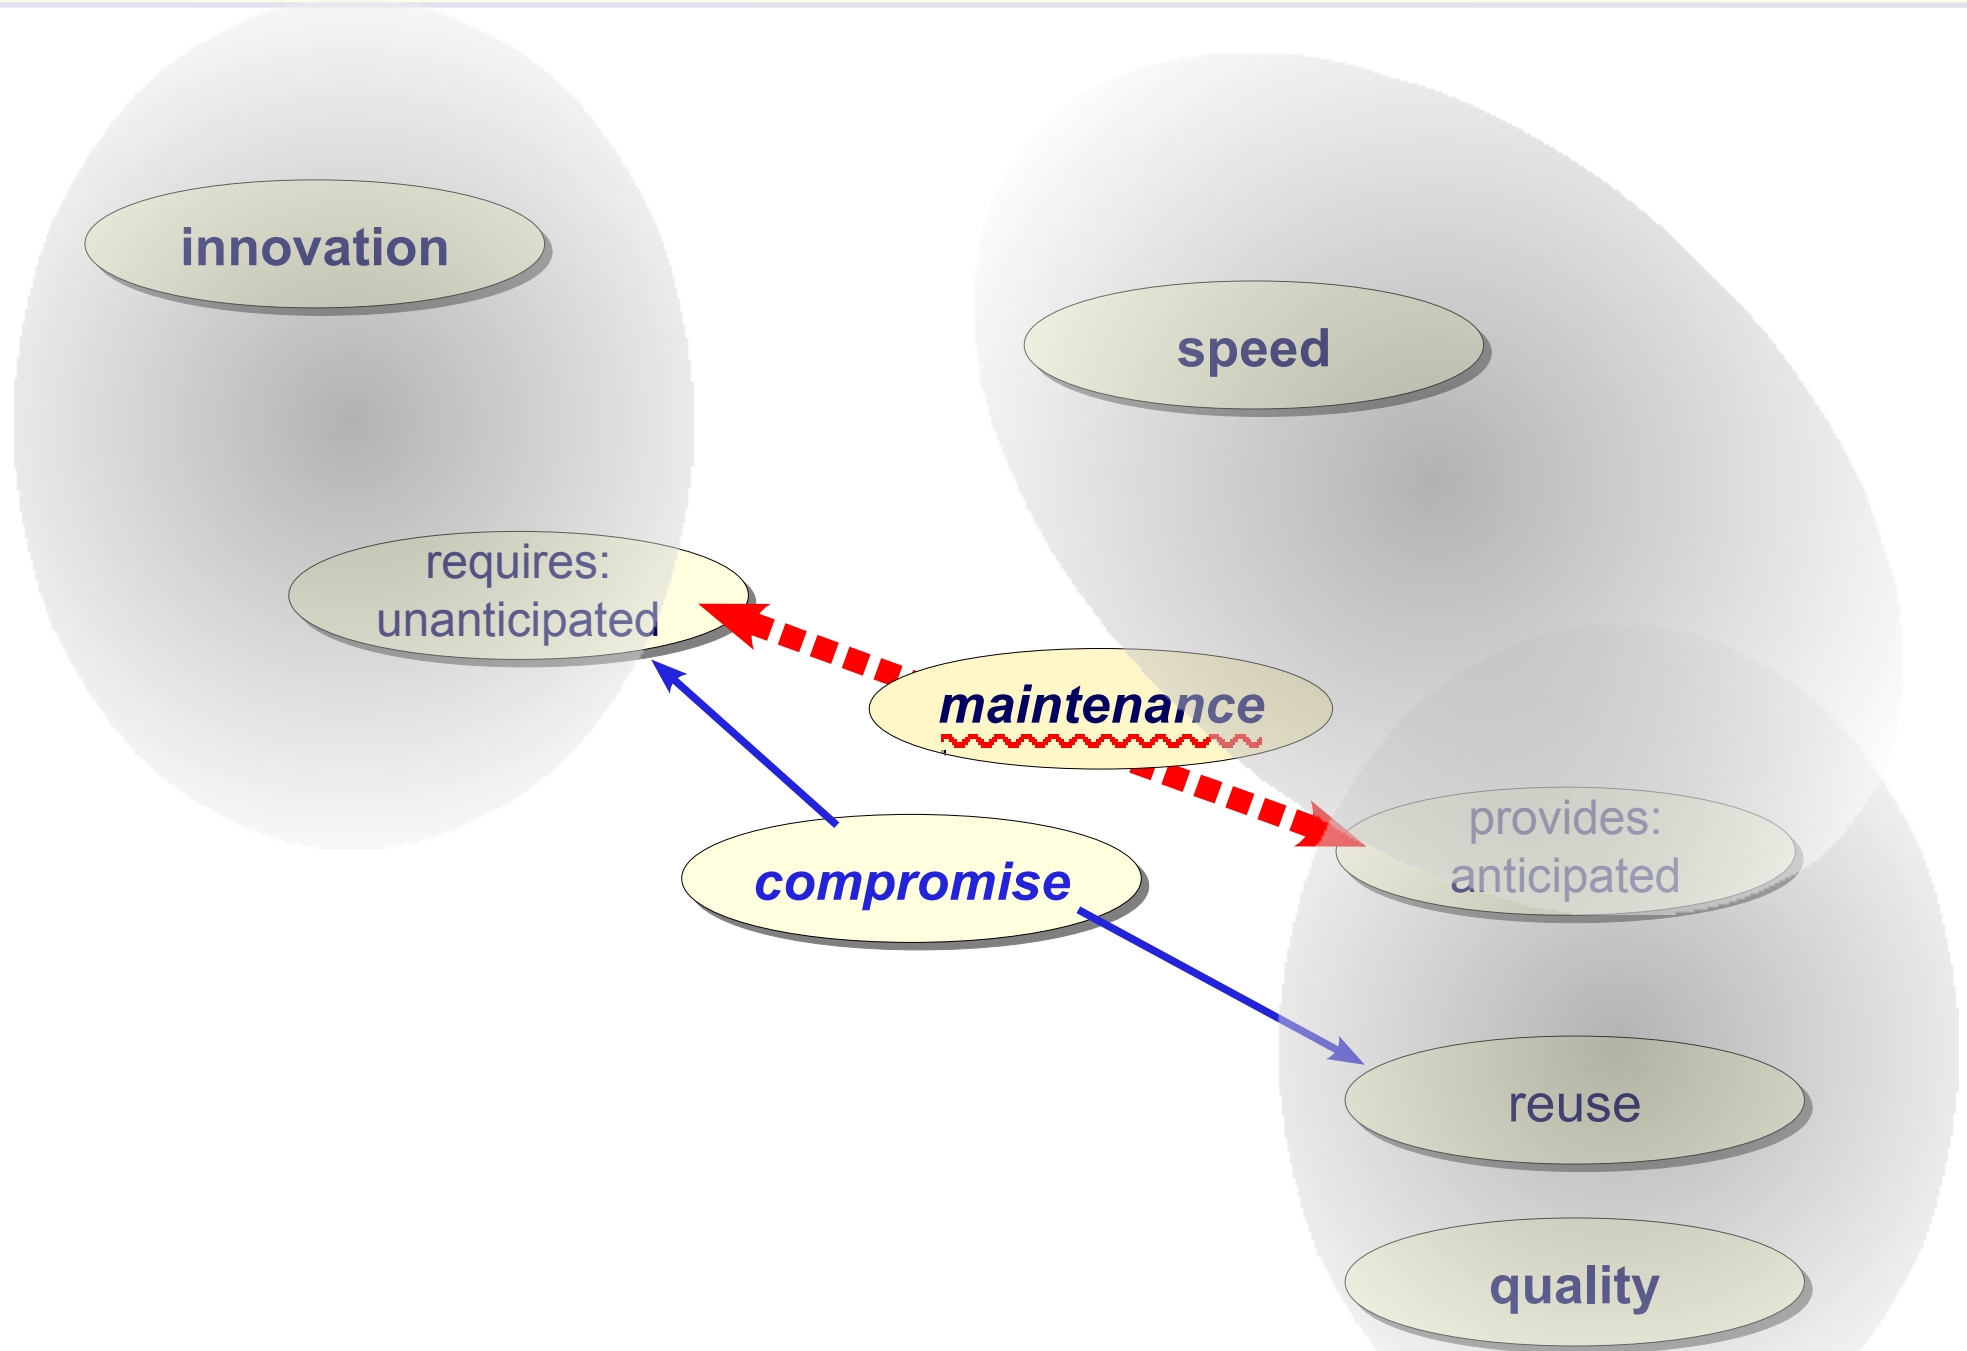 innovation
speed
requires:
unanticipated
maintenance
provides:
anticipated
compromise
reuse
quality